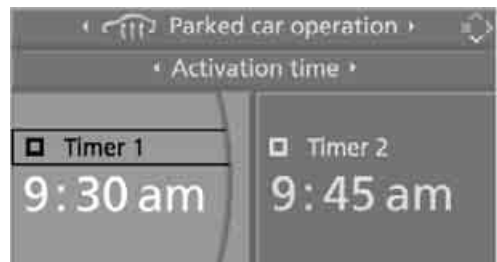 Parked car operation
Activation time
Timer 1
9:30 am
Timer 2
9:45 am